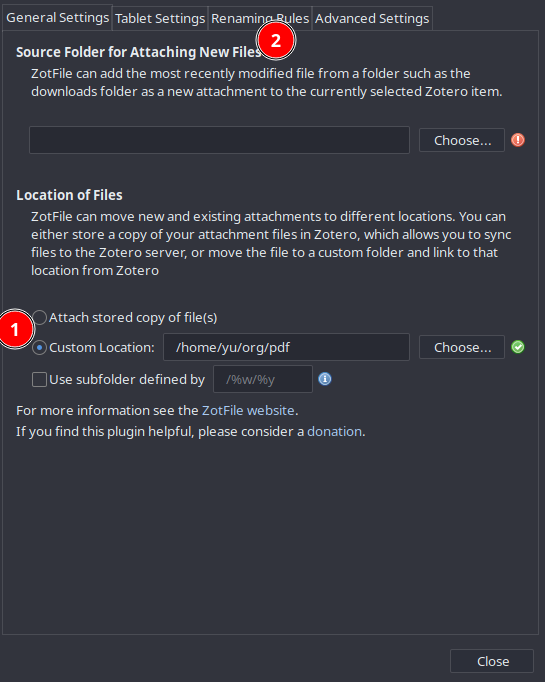 General Settings Tablet Settings Renaming Rules Advanced Settings
2
Source Folder for Attaching New Files
ZotFile can add the most recently modified file from a folder such as the
downloads folder as a new attachment to the currently selected Zotero item.
Choose...
Location of Files
ZotFile can move new and existing attachments to different locations. You can
either store a copy of your attachment files in Zotero, which allows you to sync
files to the Zotero server, or move the file to a custom folder and link to that
location from Zotero
Attach stored copy of file(s)
1
Custom Location: /home/yu/org/pdf Choose...
Use subfolder defined by /%w/%y
For more information see the ZotFile website.
If you find this plugin helpful, please consider a donation.
Close